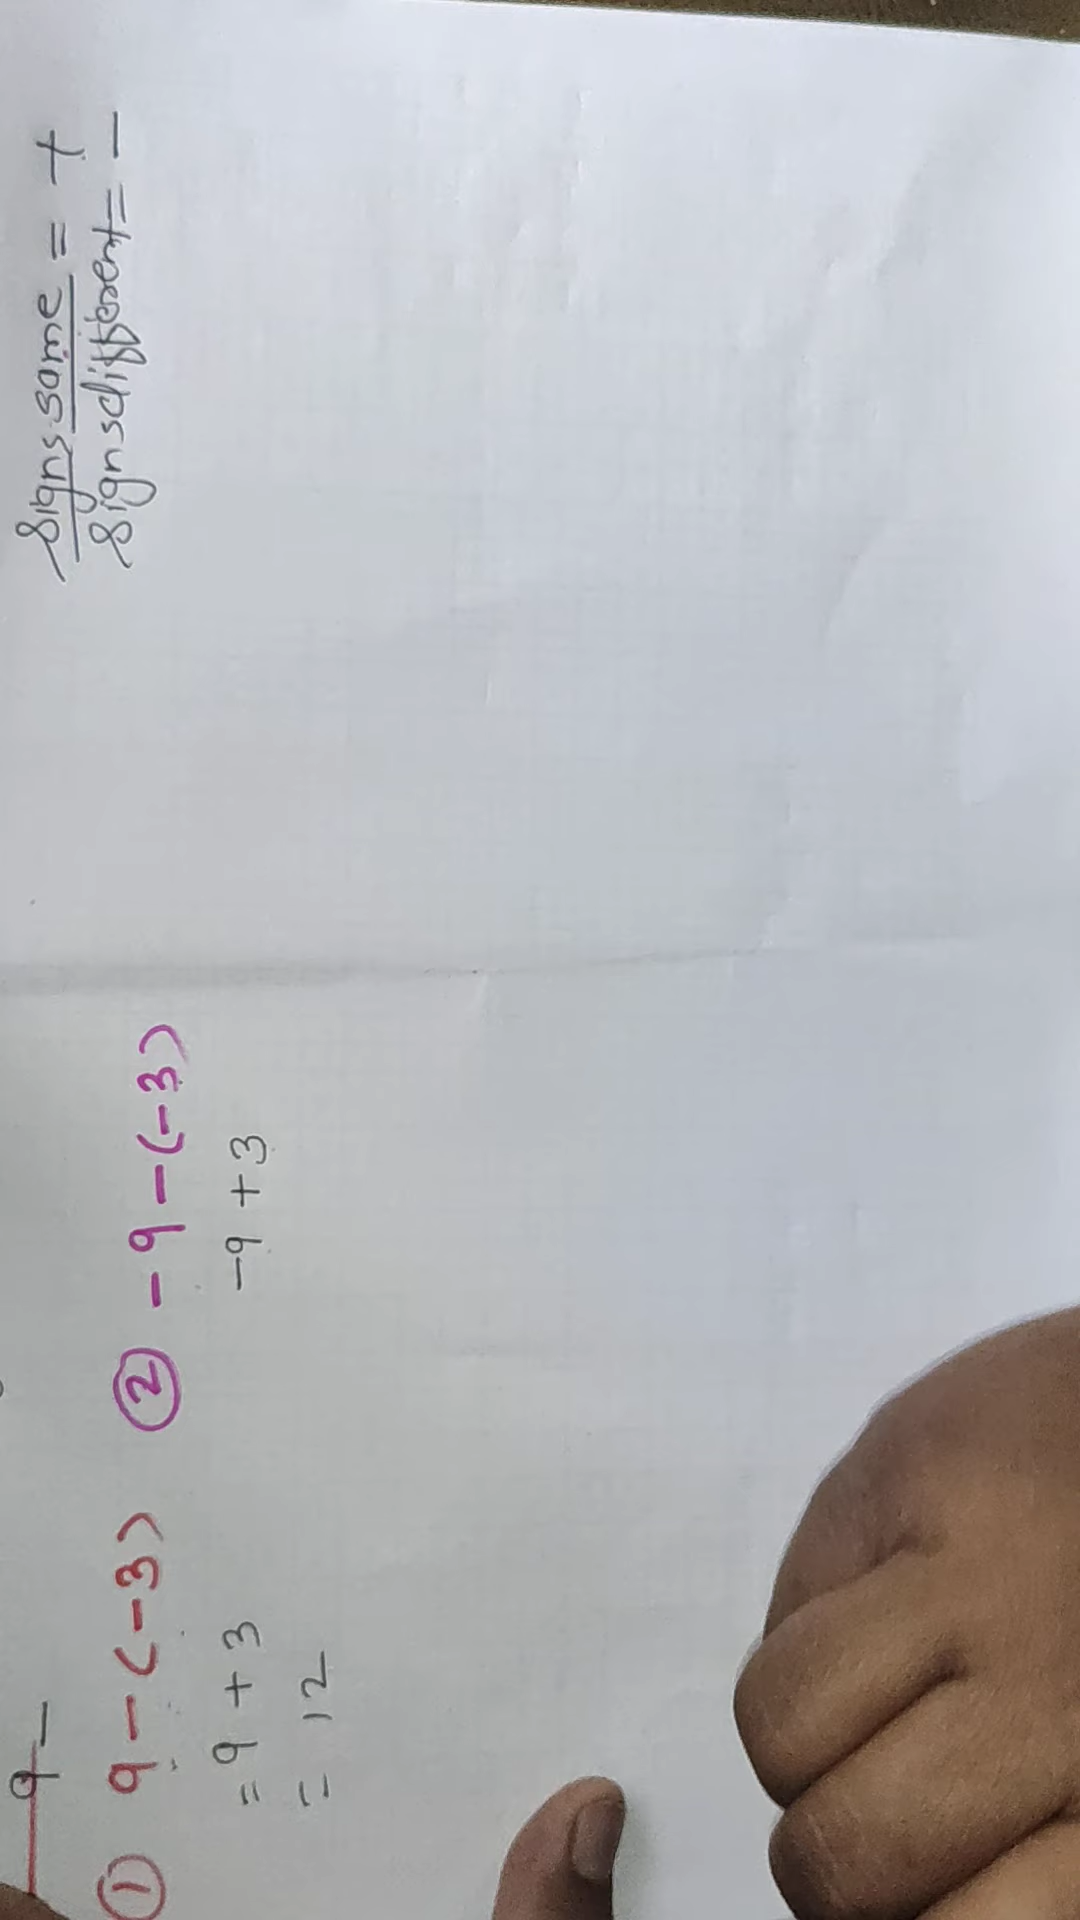 Signs same = +
Signs different = -
9 -
① 9 - (-3) ② - 9 - (-3)
= 9 + 3 -9 + 3
= 12